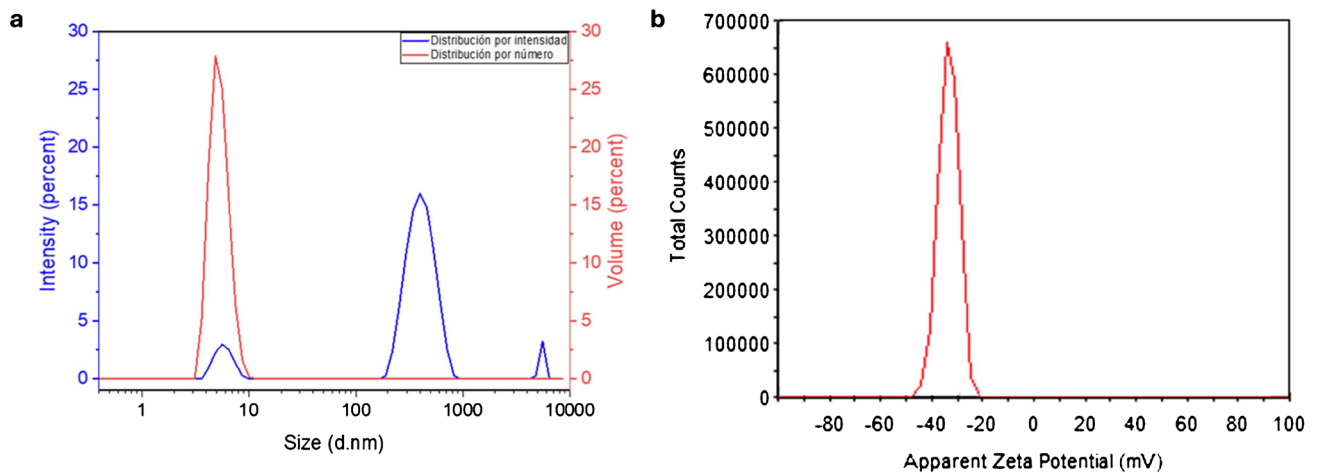 a
30
25
20
15
10
5
0
Intensity (percent)
Distribución por intensidad
Distribución por número
30
25
20
15
10
5
0
Volume (percent)
1 10 100 1000 10000
Size (d.nm)
b
700000
600000
500000
400000
300000
200000
100000
0
Total Counts
-80 -60 -40 -20 0 20 40 60 80 100
Apparent Zeta Potential (mV)